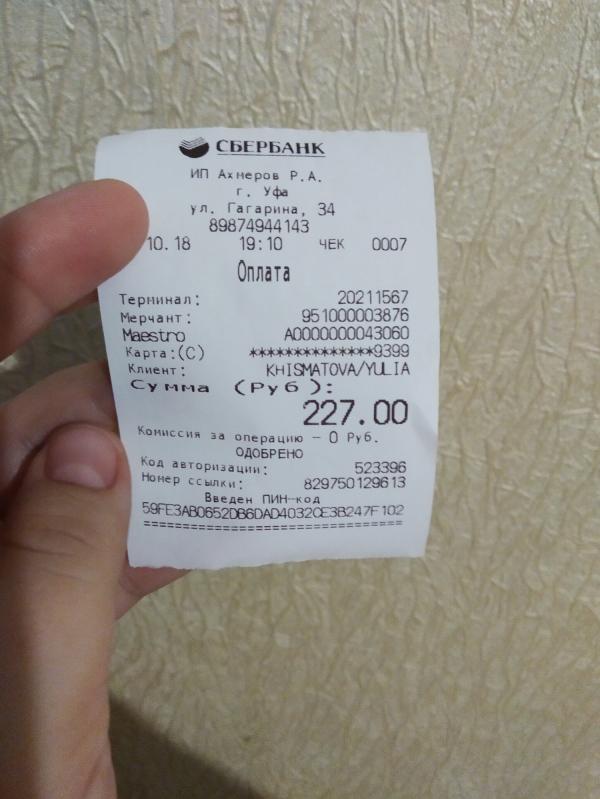 СБЕРБАНК
ИП Ахмеров Р.А.
г. Уфа
ул. Гагарина, 34
89874944143
10.18 19:10 ЧЕК 0007
Оплата
Терминал: 20211567
Мерчант: 951000003876
Maestro A0000000043060
Карта:(C) **************9399
Клиент: KHISMATOVA/YULIA
Сумма (Руб):
227.00
Комиссия за операцию – 0 Руб.
ОДОБРЕНО
Код авторизации: 523396
Номер ссылки: 829750129613
Введен ПИН-код
59FE3AB0652DB6DAD4032CE3B247F102
================================